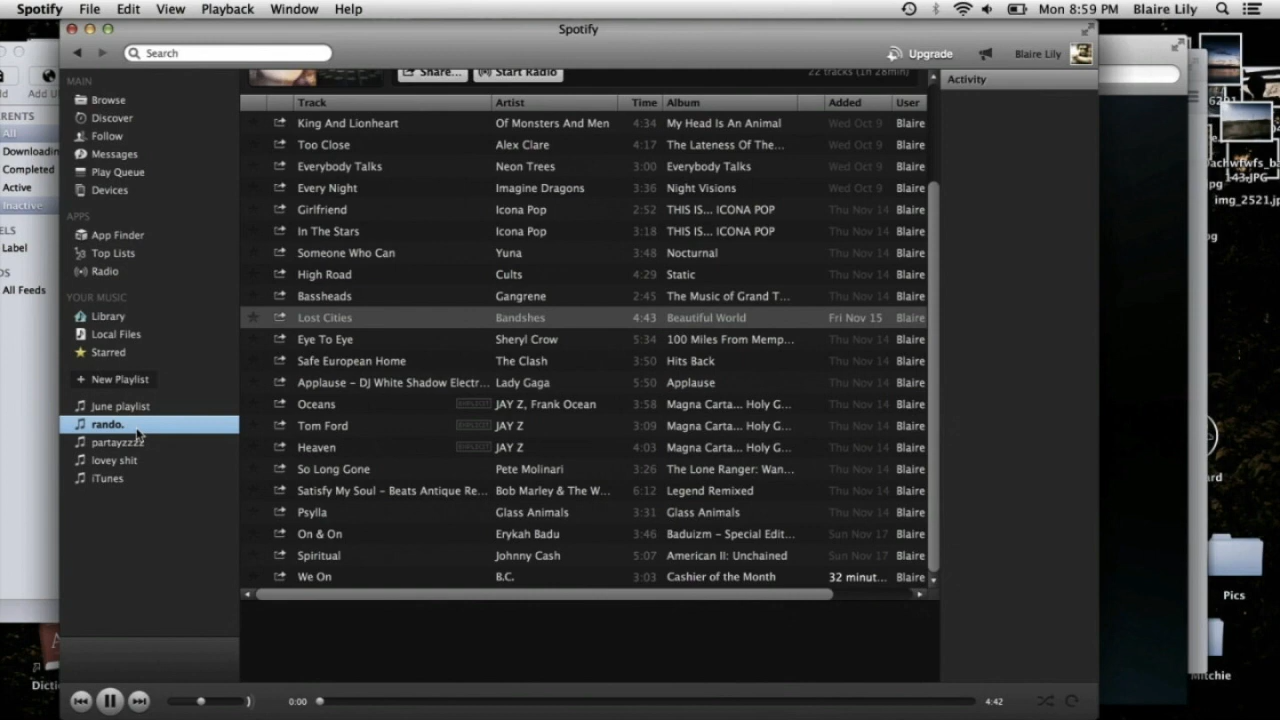 Spotify File Edit View Playback Window Help Mon 8:59 PM Blaire Lily
Spotify
Search Upgrade Blaire Lily
Share... Start Radio 22 tracks (1h 28min) Activity
MAIN
Browse
Discover
Follow
Messages
Play Queue
Devices
APPS
App Finder
Top Lists
Radio
YOUR MUSIC
Library
Local Files
Starred
+ New Playlist
June playlist
rando.
partayzzzz
lovey shit
iTunes
Track Artist Time Album Added User
King And Lionheart Of Monsters And Men 4:34 My Head Is An Animal Wed Oct 9 Blaire
Too Close Alex Clare 4:17 The Lateness Of The... Wed Oct 9 Blaire
Everybody Talks Neon Trees 3:00 Everybody Talks Wed Oct 9 Blaire
Every Night Imagine Dragons 3:36 Night Visions Wed Oct 9 Blaire
Girlfriend Icona Pop 2:52 THIS IS... ICONA POP Thu Nov 14 Blaire
In The Stars Icona Pop 3:18 THIS IS... ICONA POP Thu Nov 14 Blaire
Someone Who Can Yuna 3:48 Nocturnal Thu Nov 14 Blaire
High Road Cults 4:29 Static Thu Nov 14 Blaire
Bassheads Gangrene 2:45 The Music of Grand T... Thu Nov 14 Blaire
Lost Cities Bandshes 4:43 Beautiful World Fri Nov 15 Blaire
Eye To Eye Sheryl Crow 5:34 100 Miles From Memp... Thu Nov 14 Blaire
Safe European Home The Clash 3:50 Hits Back Thu Nov 14 Blaire
Applause – DJ White Shadow Electr... Lady Gaga 5:50 Applause Thu Nov 14 Blaire
Oceans EXPLICIT JAY Z, Frank Ocean 3:58 Magna Carta... Holy G... Thu Nov 14 Blaire
Tom Ford EXPLICIT JAY Z 3:09 Magna Carta... Holy G... Thu Nov 14 Blaire
Heaven EXPLICIT JAY Z 4:03 Magna Carta... Holy G... Thu Nov 14 Blaire
So Long Gone Pete Molinari 3:26 The Lone Ranger: Wan... Thu Nov 14 Blaire
Satisfy My Soul – Beats Antique Re... Bob Marley & The W... 6:12 Legend Remixed Thu Nov 14 Blaire
Psylla Glass Animals 3:31 Glass Animals Thu Nov 14 Blaire
On & On Erykah Badu 3:46 Baduizm – Special Edit... Sun Nov 17 Blaire
Spiritual Johnny Cash 5:07 American II: Unchained Sun Nov 17 Blaire
We On B.C. 3:03 Cashier of the Month 32 minut... Blaire
0:00 4:42
Add U
RENTS
All
Downloadin
Completed
Active
Inactive
ELS
Label
DS
All Feeds
Dictio
143.JPG
img_2521.jp
Pics
Mitchie